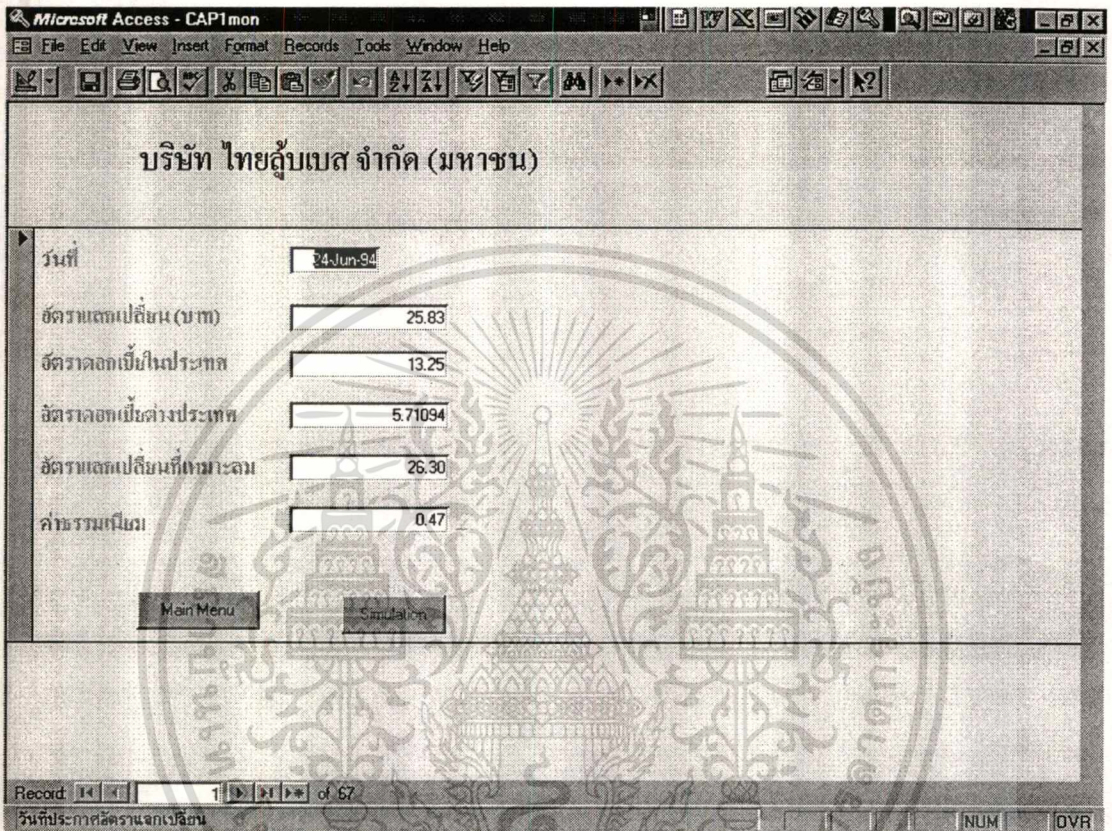 Microsoft Access - CAP1mon
File Edit View Insert Format Records Tools Window Help
บริษัท ไทยลู้บเบส จำกัด (มหาชน)
วันที่ 24-Jun-94
อัตราแลกเปลี่ยน (บาท) 25.83
อัตราดอกเบี้ยในประเทศ 13.25
อัตราดอกเบี้ยต่างประเทศ 5.71094
อัตราแลกเปลี่ยนที่เหมาะสม 26.30
ค่าธรรมเนียม 0.47
Main Menu Simulation
Record: 1 of 67
วันที่ประกาศอัตราแลกเปลี่ยน NUM OVR